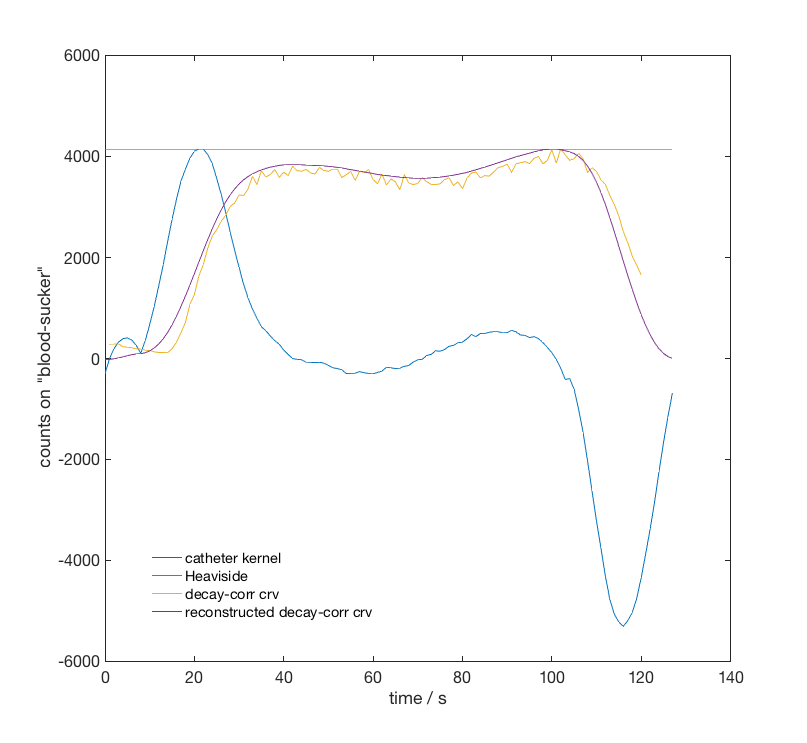 6000
4000
2000
0
-2000
-4000
-6000
counts on "blood-sucker"
catheter kernel
Heaviside
decay-corr crv
reconstructed decay-corr crv
0 20 40 60 80 100 120 140
time / s